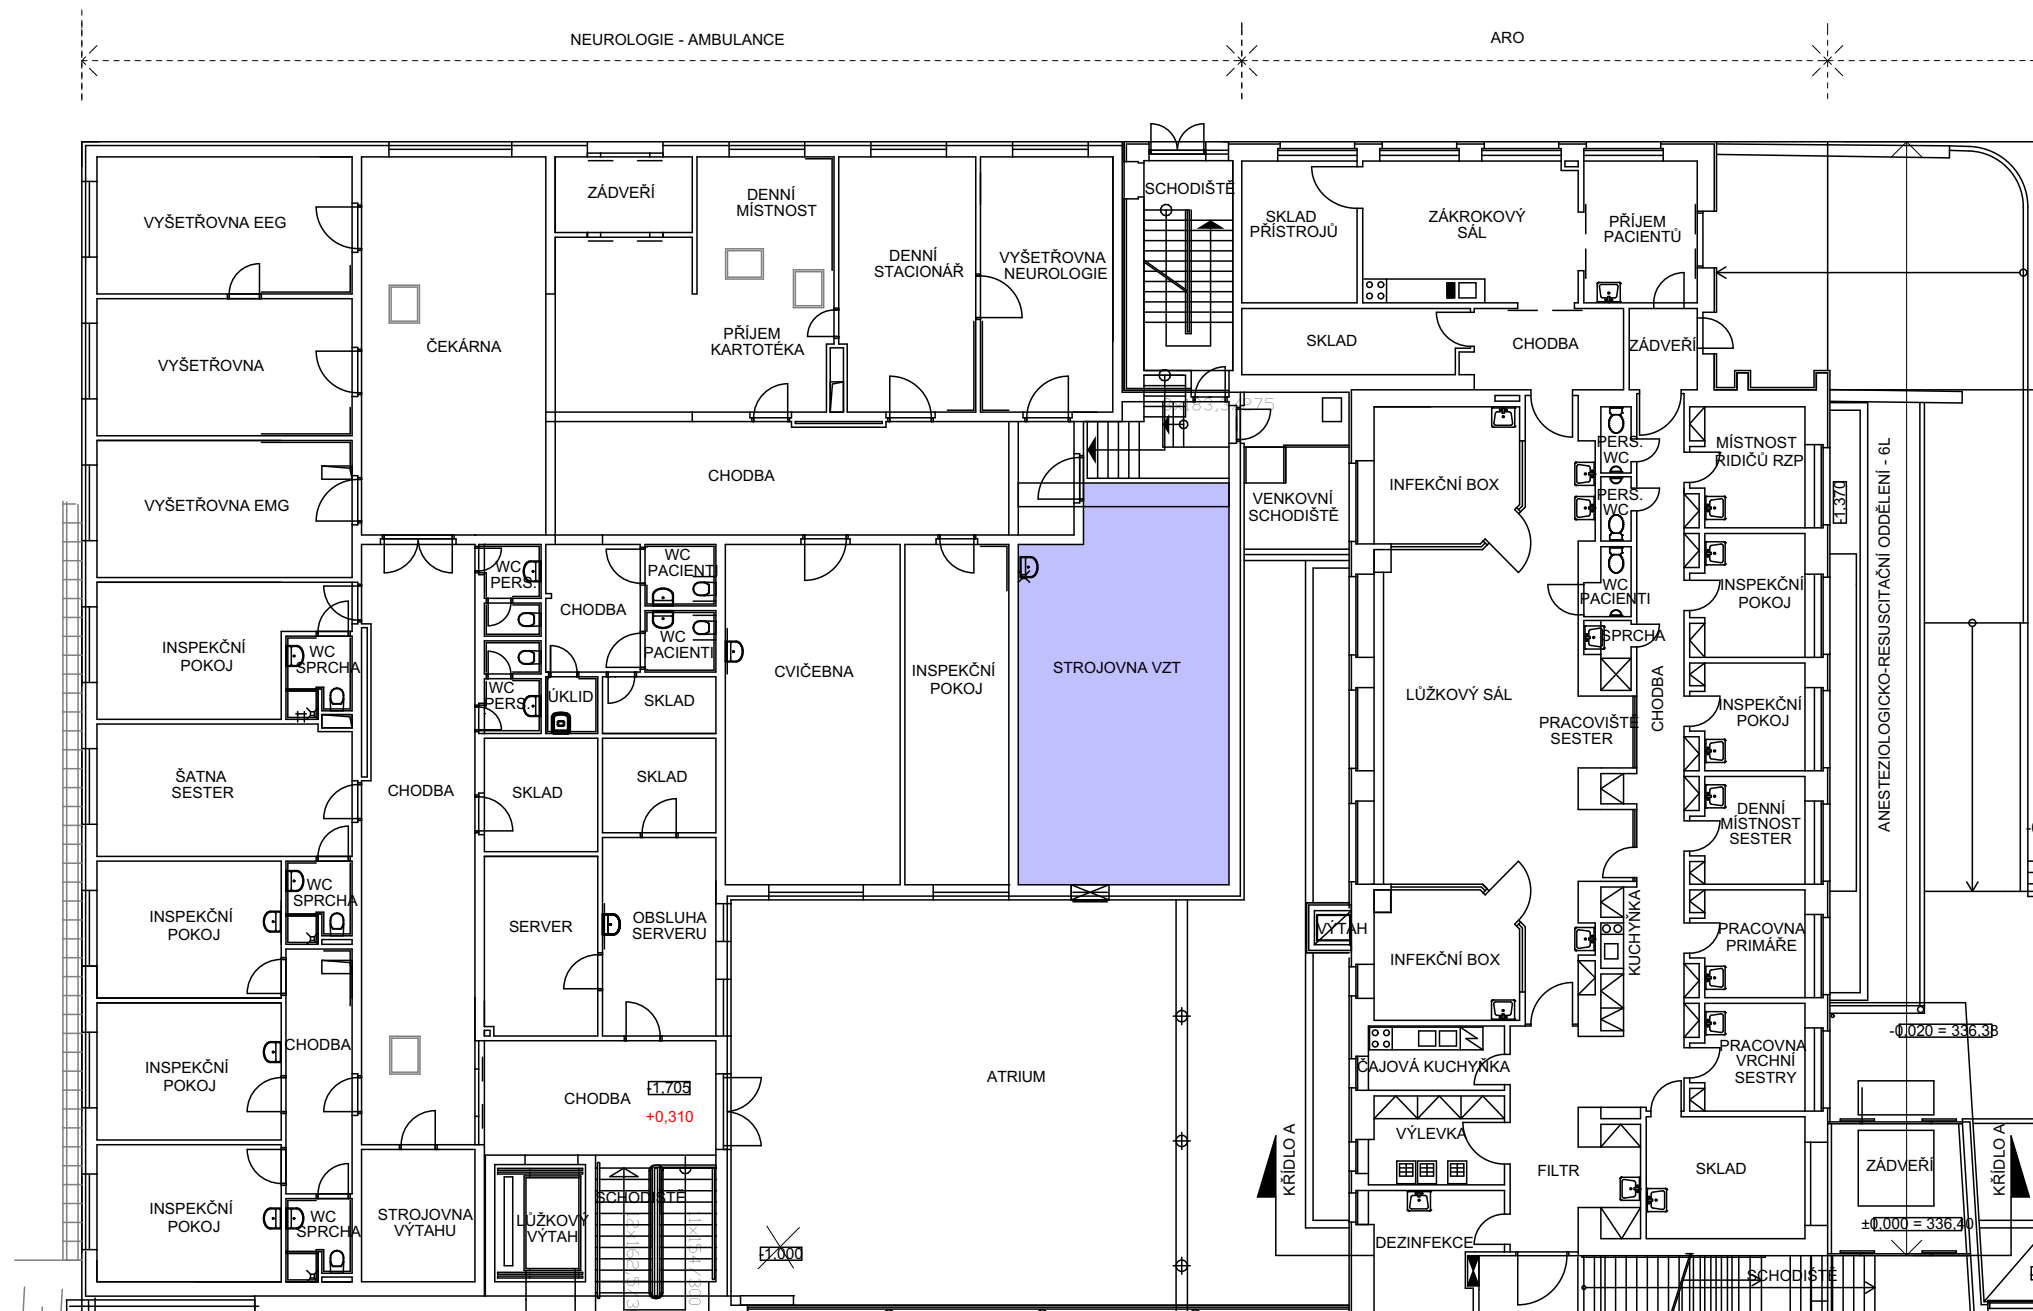 NEUROLOGIE - AMBULANCE
ARO
VYŠETŘOVNA EEG
ZÁDVEŘÍ
DENNÍ
MÍSTNOST
SCHODIŠTĚ
SKLAD
PŘÍSTROJŮ
ZÁKROKOVÝ
SÁL
PŘÍJEM
PACIENTŮ
DENNÍ
STACIONÁŘ
VYŠETŘOVNA
NEUROLOGIE
VYŠETŘOVNA
ČEKÁRNA
PŘÍJEM
KARTOTÉKA
SKLAD
CHODBA
ZÁDVEŘÍ
VYŠETŘOVNA EMG
CHODBA
VENKOVNÍ
SCHODIŠTĚ
INFEKČNÍ BOX
PERS.
WC
PERS.
WC
MÍSTNOST
ŘIDIČŮ RZP
-1.370
ANESTEZIOLOGICKO-RESUSCITAČNÍ ODDĚLENÍ - 6L
INSPEKČNÍ
POKOJ
WC
SPRCHA
WC
PERS.
CHODBA
WC
PACIENTI
WC
PACIENTI
WC
PACIENTI
SPRCHA
INSPEKČNÍ
POKOJ
CVIČEBNA
INSPEKČNÍ
POKOJ
STROJOVNA VZT
LŮŽKOVÝ SÁL
PRACOVIŠTĚ
SESTER
CHODBA
INSPEKČNÍ
POKOJ
WC
PERS.
ÚKLID
SKLAD
ŠATNA
SESTER
CHODBA
SKLAD
SKLAD
DENNÍ
MÍSTNOST
SESTER
INSPEKČNÍ
POKOJ
WC
SPRCHA
SERVER
OBSLUHA
SERVERU
VÝTAH
INFEKČNÍ BOX
KUCHYŇKA
PRACOVNA
PRIMÁŘE
INSPEKČNÍ
POKOJ
CHODBA
CHODBA
-1,705
+0,310
ATRIUM
ČAJOVÁ KUCHYŇKA
PRACOVNA
VRCHNÍ
SESTRY
-0,020 = 336,38
VÝLEVKA
KŘÍDLO A
FILTR
SKLAD
ZÁDVEŘÍ
KŘÍDLO A
INSPEKČNÍ
POKOJ
WC
SPRCHA
STROJOVNA
VÝTAHU
LŮŽKOVÝ
VÝTAH
SCHODIŠTĚ
-1,000
DEZINFEKCE
±0,000 = 336,40
SCHODIŠTĚ